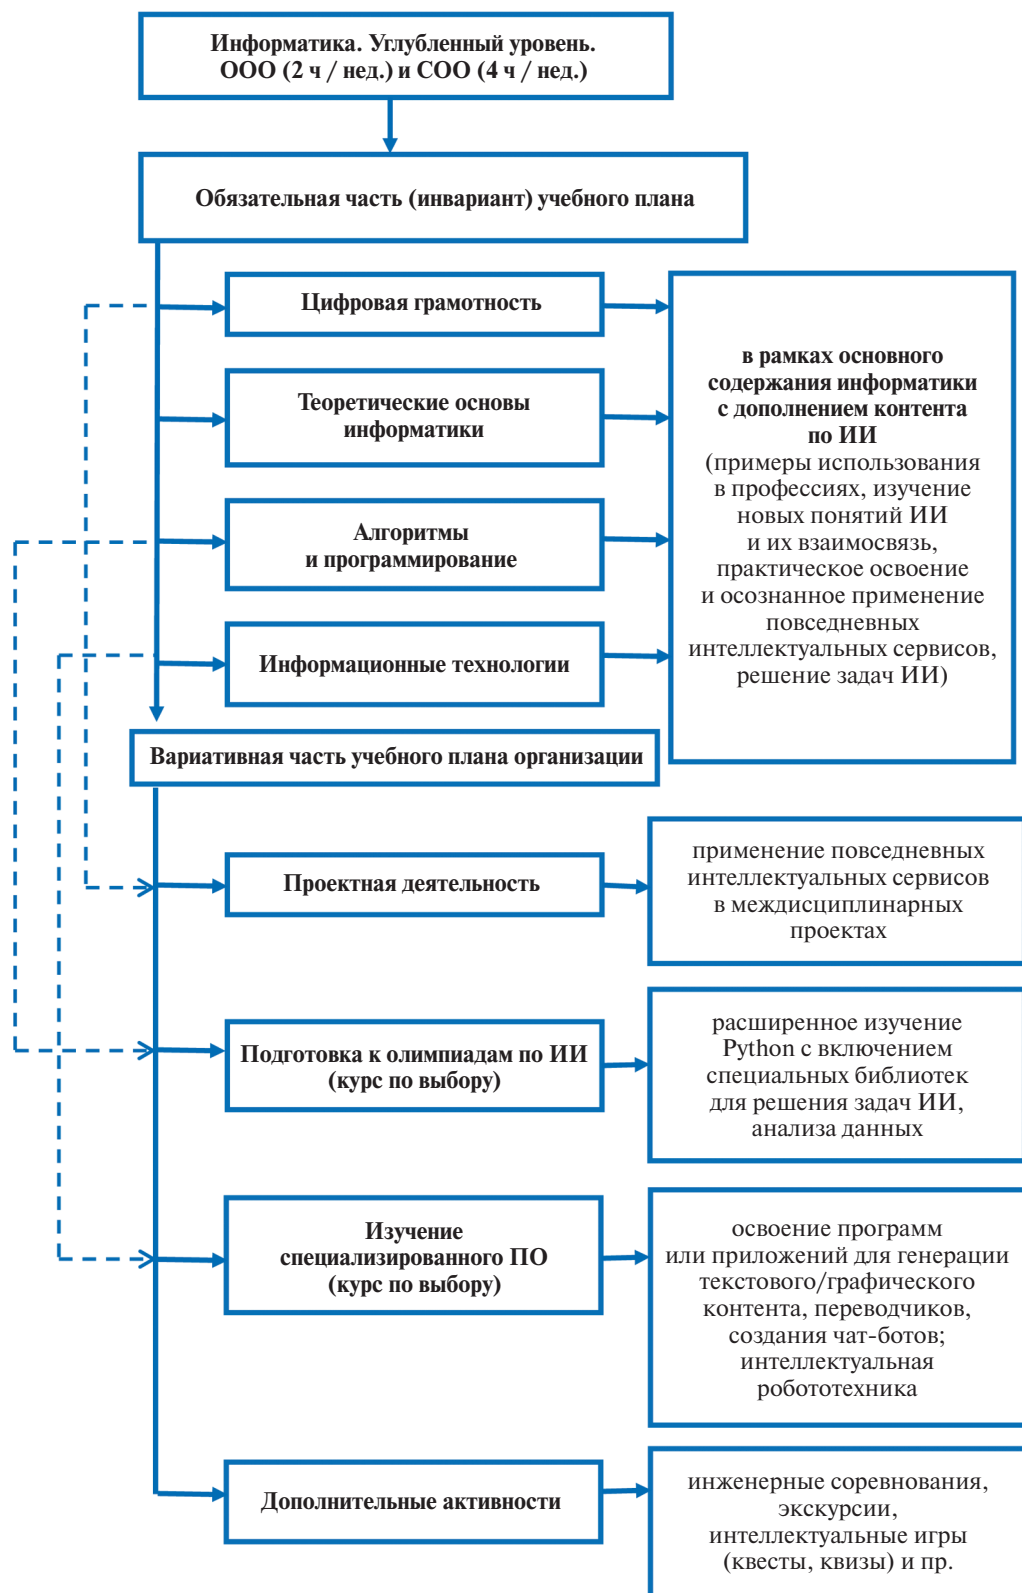 Информатика. Углубленный уровень.
ООО (2 ч / нед.) и СОО (4 ч / нед.)
Обязательная часть (инвариант) учебного плана
Цифровая грамотность
Теоретические основы
информатики
Алгоритмы
и программирование
Информационные технологии
в рамках основного
содержания информатики
с дополнением контента
по ИИ
(примеры использования
в профессиях, изучение
новых понятий ИИ
и их взаимосвязь,
практическое освоение
и осознанное применение
повседневных
интеллектуальных сервисов,
решение задач ИИ)
Вариативная часть учебного плана организации
Проектная деятельность
применение повседневных
интеллектуальных сервисов
в междисциплинарных
проектах
Подготовка к олимпиадам по ИИ
(курс по выбору)
расширенное изучение
Python с включением
специальных библиотек
для решения задач ИИ,
анализа данных
Изучение
специализированного ПО
(курс по выбору)
освоение программ
или приложений для генерации
текстового/графического
контента, переводчиков,
создания чат-ботов;
интеллектуальная
робототехника
Дополнительные активности
инженерные соревнования,
экскурсии,
интеллектуальные игры
(квесты, квизы) и пр.